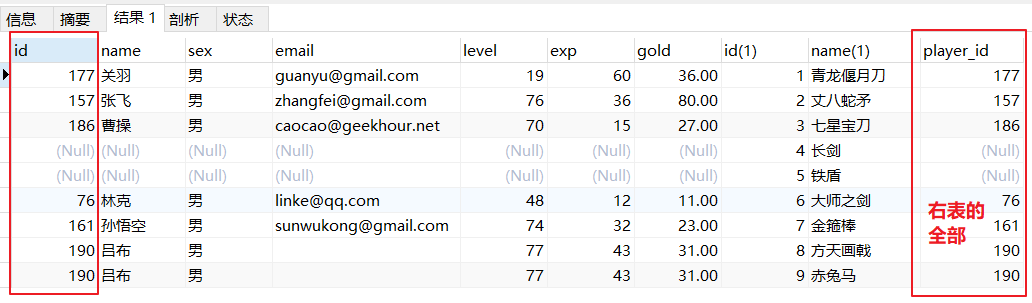 信息 摘要 结果 1 剖析 状态
id name sex email level exp gold id(1) name(1) player_id
177 关羽 男 guanyu@gmail.com 19 60 36.00 1 青龙偃月刀 177
157 张飞 男 zhangfei@gmail.com 76 36 80.00 2 丈八蛇矛 157
186 曹操 男 caocao@geekhour.net 70 15 27.00 3 七星宝刀 186
(Null) (Null) (Null) (Null) (Null) (Null) (Null) 4 长剑 (Null)
(Null) (Null) (Null) (Null) (Null) (Null) (Null) 5 铁盾 (Null)
76 林克 男 linke@qq.com 48 12 11.00 6 大师之剑 76
161 孙悟空 男 sunwukong@gmail.com 74 32 23.00 7 金箍棒 161
190 吕布 男 77 43 31.00 8 方天画戟 190
190 吕布 男 77 43 31.00 9 赤兔马 190
右表的
全部